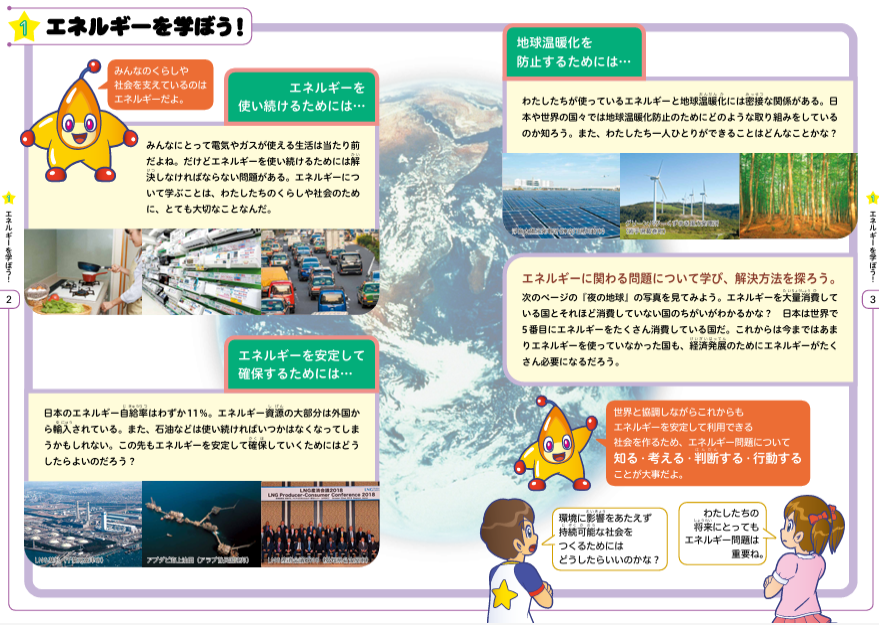 1 エネルギーを学ぼう!
みんなのくらしや
社会を支えているのは
エネルギーだよ。
エネルギーを
使い続けるためには…
みんなにとって電気やガスが使える生活は当たり前
だよね。だけどエネルギーを使い続けるためには解
決しなければならない問題がある。エネルギーにつ
いて学ぶことは、わたしたちのくらしや社会のため
に、とても大切なことなんだ。
エネルギーを安定して
確保するためには…
日本のエネルギー自給率はわずか11%。エネルギー資源の大部分は外国か
ら輸入されている。また、石油などは使い続ければいつかはなくなってしま
うかもしれない。この先もエネルギーを安定して確保していくためにはどう
したらよいのだろう?
LNG産消会議2018
LNG Producer-Consumer Conference 2018
アブダビ海上油田(アラブ首長国連邦)
1
エネルギーを学ぼう!
2
地球温暖化を
防止するためには…
わたしたちが使っているエネルギーと地球温暖化には密接な関係がある。日
本や世界の国々では地球温暖化防止のためにどのような取り組みをしている
のか知ろう。また、わたしたち一人ひとりができることはどんなことかな?
エネルギーに関わる問題について学び、解決方法を探ろう。
次のページの『夜の地球』の写真を見てみよう。エネルギーを大量消費して
いる国とそれほど消費していない国のちがいがわかるかな? 日本は世界で
5番目にエネルギーをたくさん消費している国だ。これからは今まではあま
りエネルギーを使っていなかった国も、経済発展のためにエネルギーがたく
さん必要になるだろう。
世界と協調しながらこれからも
エネルギーを安定して利用できる
社会を作るため、エネルギー問題について
知る・考える・判断する・行動する
ことが大事だよ。
環境に影響をあたえず
持続可能な社会を
つくるためには
どうしたらいいのかな?
わたしたちの
将来にとっても
エネルギー問題は
重要ね。
1
エネルギーを学ぼう!
3